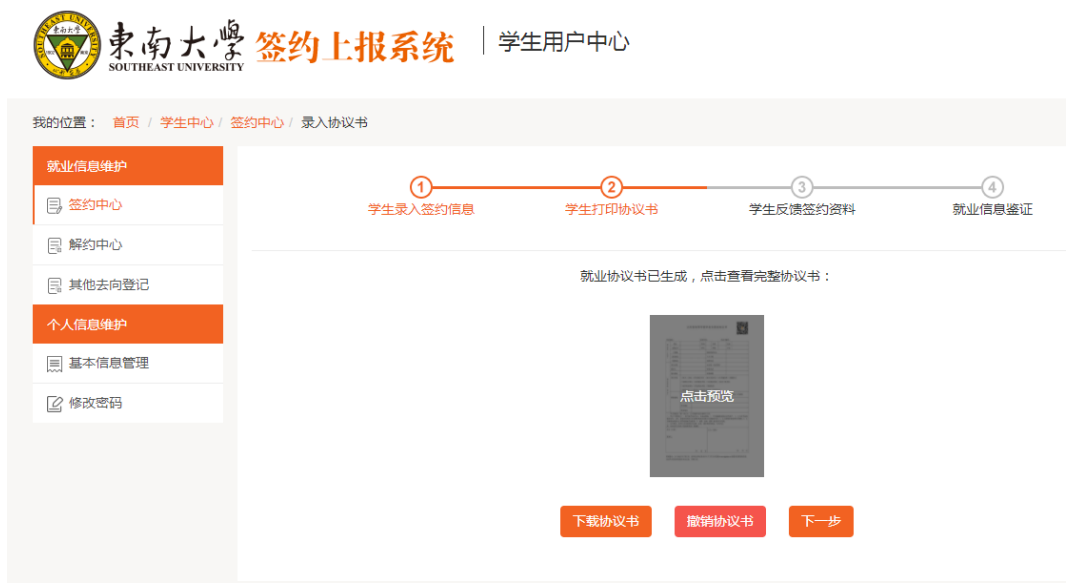 東南大學 签约上报系统 学生用户中心
SOUTHEAST UNIVERSITY
我的位置： 首页 / 学生中心 / 签约中心 / 录入协议书
就业信息维护
签约中心
解约中心
其他去向登记
个人信息维护
基本信息管理
修改密码
1 2 3 4
学生录入签约信息 学生打印协议书 学生反馈签约资料 就业信息鉴证
就业协议书已生成，点击查看完整协议书：
点击预览
下载协议书 撤销协议书 下一步